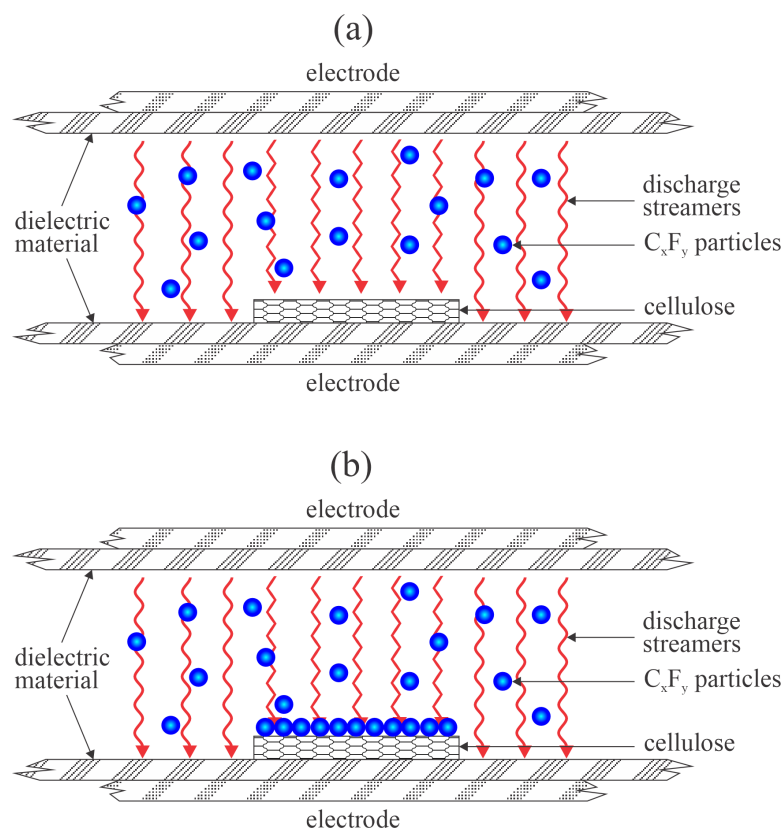 (a)
electrode
dielectric
material
discharge
streamers
CxFy particles
cellulose
electrode
(b)
electrode
dielectric
material
discharge
streamers
CxFy particles
cellulose
electrode